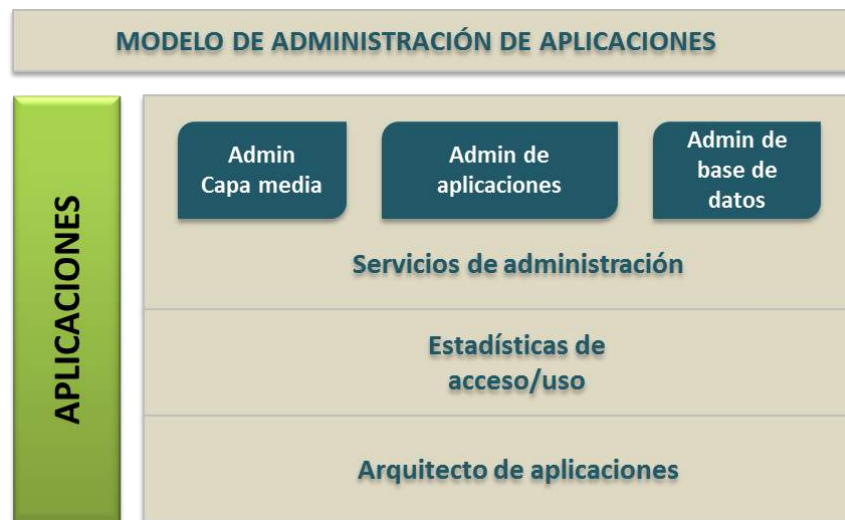 MODELO DE ADMINISTRACIÓN DE APLICACIONES
APLICACIONES
Admin
Capa media
Admin de
aplicaciones
Admin de
base de
datos
Servicios de administración
Estadísticas de
acceso/uso
Arquitecto de aplicaciones